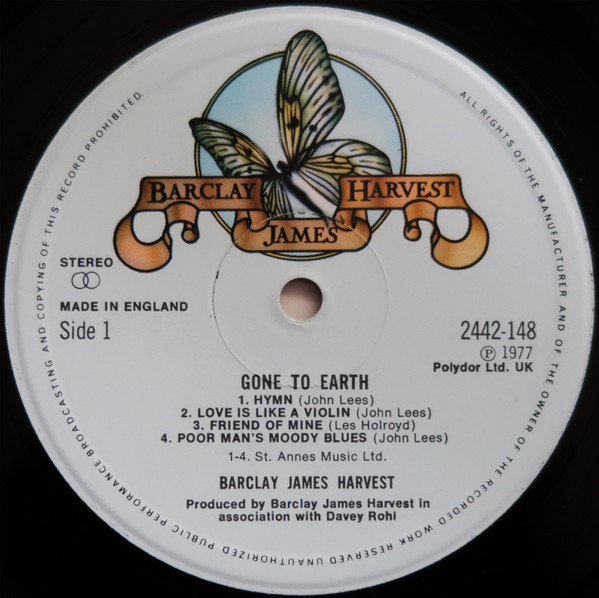 BARCLAY JAMES HARVEST
STEREO
MADE IN ENGLAND
Side 1
2442-148
Ⓟ 1977
Polydor Ltd. UK
GONE TO EARTH
1. HYMN (John Lees)
2. LOVE IS LIKE A VIOLIN (John Lees)
3. FRIEND OF MINE (Les Holroyd)
4. POOR MAN'S MOODY BLUES (John Lees)
1-4. St. Annes Music Ltd.
BARCLAY JAMES HARVEST
Produced by Barclay James Harvest in
association with Davey Rohl
ALL RIGHTS OF THE MANUFACTURER AND OF THE OWNER OF THE RECORDED WORK RESERVED UNAUTHORIZED PUBLIC PERFORMANCE BROADCASTING AND COPYING OF THIS RECORD PROHIBITED.